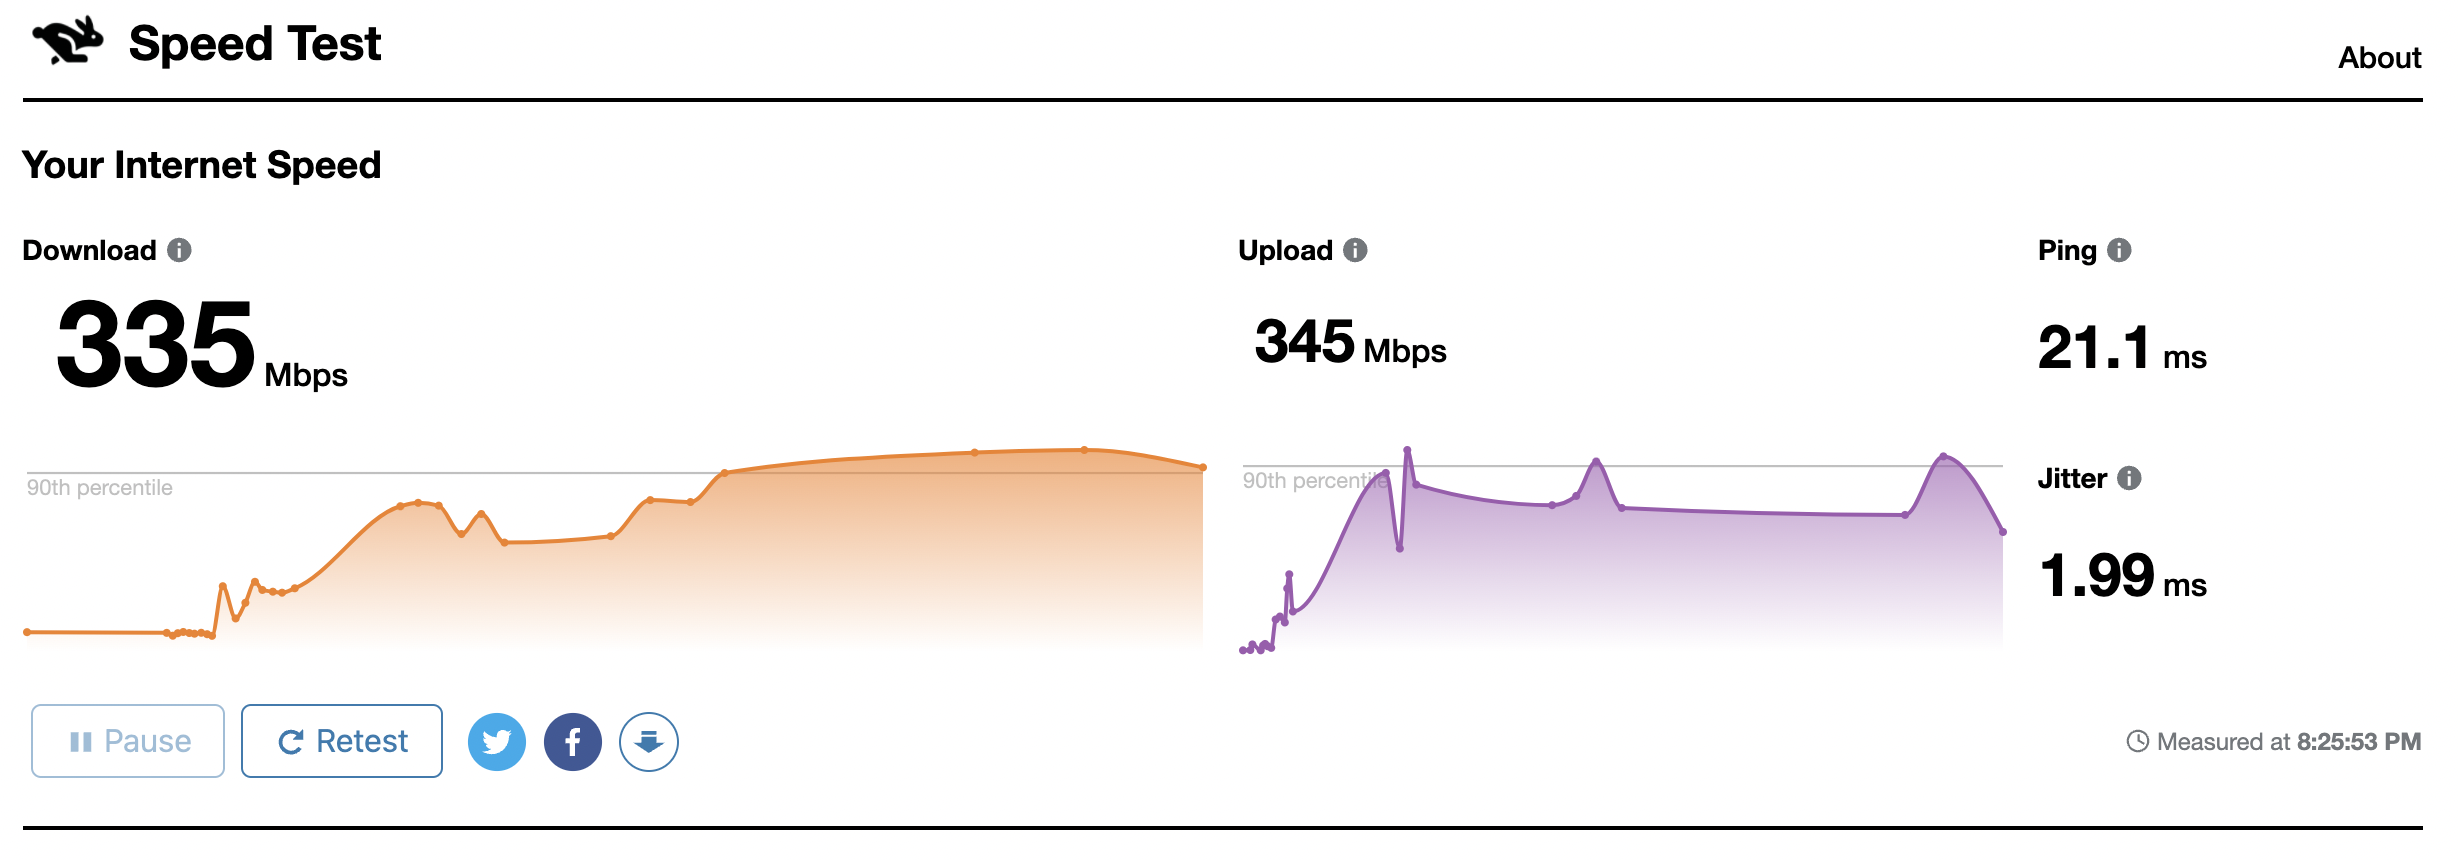 Speed Test
About
Your Internet Speed
Download
335 Mbps
90th percentile
Upload
345 Mbps
90th percentile
Ping
21.1 ms
Jitter
1.99 ms
Pause
Retest
Measured at 8:25:53 PM